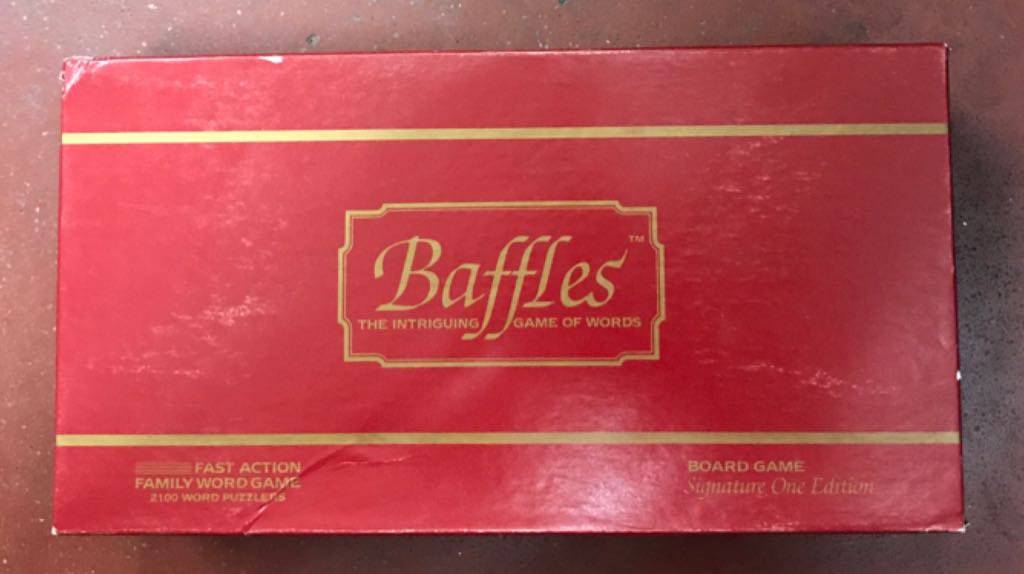 Baffles™
THE INTRIGUING GAME OF WORDS
FAST ACTION
FAMILY WORD GAME
2100 WORD PUZZLERS
BOARD GAME
Signature One Edition